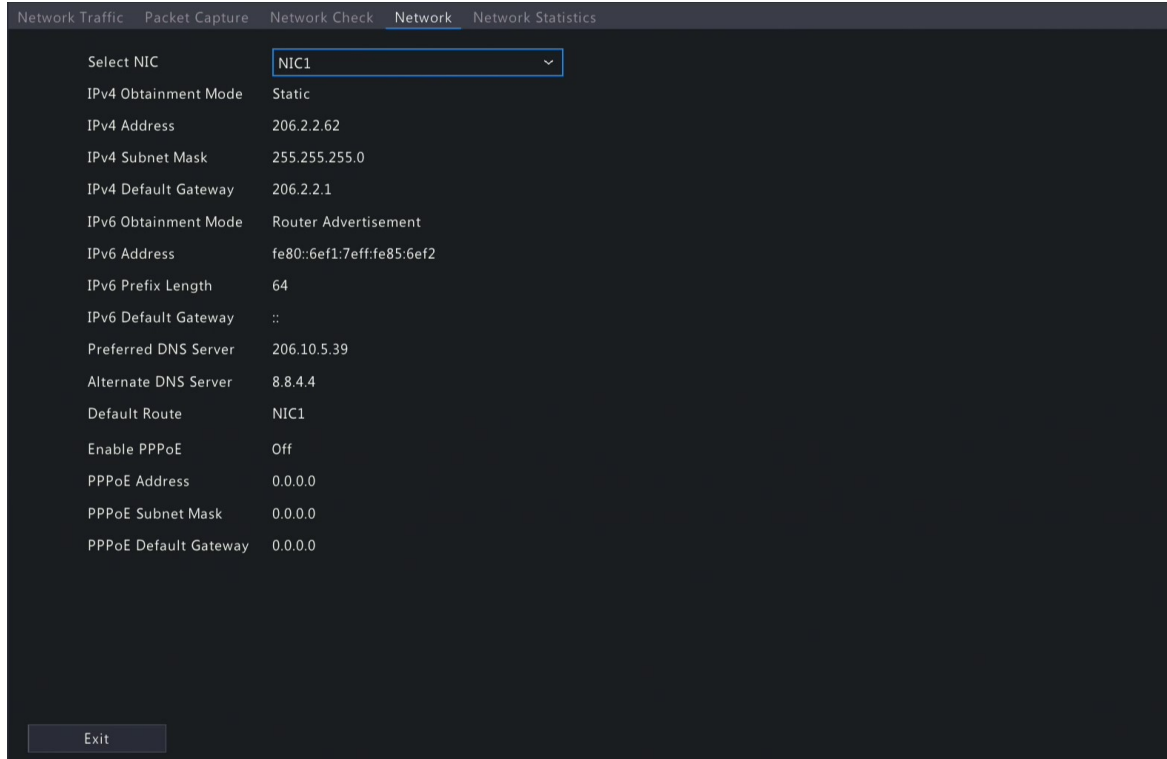 Network Traffic Packet Capture Network Check Network Network Statistics
Select NIC NIC1
IPv4 Obtainment Mode Static
IPv4 Address 206.2.2.62
IPv4 Subnet Mask 255.255.255.0
IPv4 Default Gateway 206.2.2.1
IPv6 Obtainment Mode Router Advertisement
IPv6 Address fe80::6ef1:7eff:fe85:6ef2
IPv6 Prefix Length 64
IPv6 Default Gateway ::
Preferred DNS Server 206.10.5.39
Alternate DNS Server 8.8.4.4
Default Route NIC1
Enable PPPoE Off
PPPoE Address 0.0.0.0
PPPoE Subnet Mask 0.0.0.0
PPPoE Default Gateway 0.0.0.0
Exit